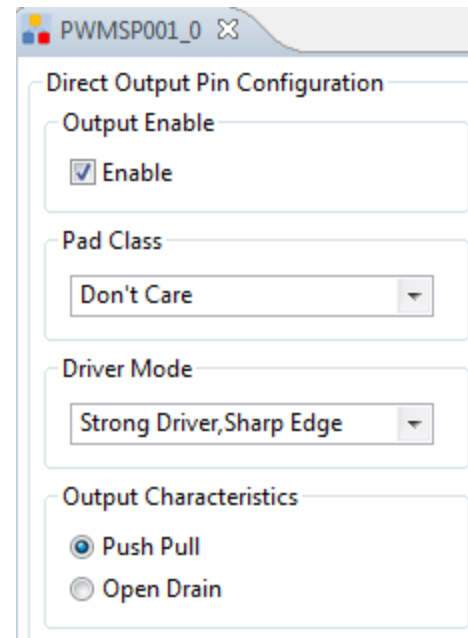 PWMSP001_0
Direct Output Pin Configuration
Output Enable
Enable
Pad Class
Don't Care
Driver Mode
Strong Driver,Sharp Edge
Output Characteristics
Push Pull
Open Drain